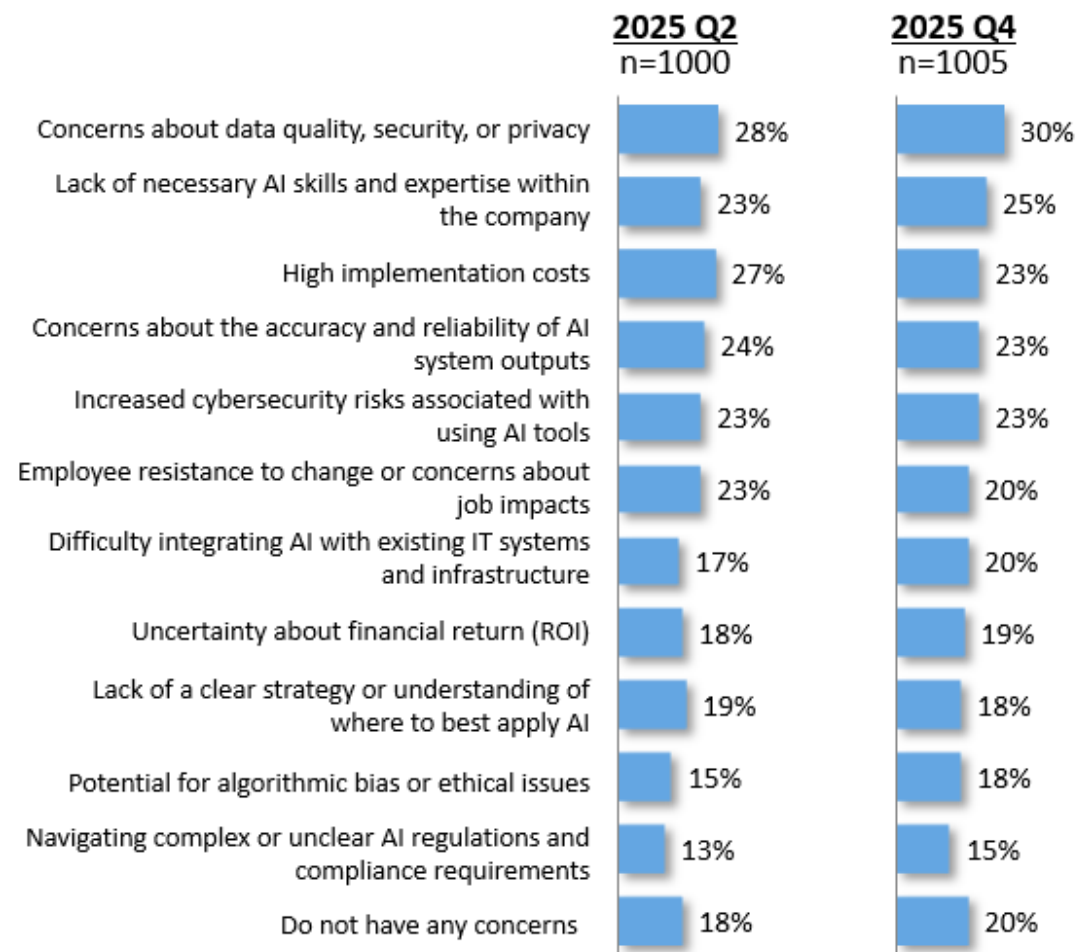 2025 Q2 2025 Q4
n=1000 n=1005
Concerns about data quality, security, or privacy 28% 30%
Lack of necessary AI skills and expertise within
the company 23% 25%
High implementation costs 27% 23%
Concerns about the accuracy and reliability of AI
system outputs 24% 23%
Increased cybersecurity risks associated with
using AI tools 23% 23%
Employee resistance to change or concerns about
job impacts 23% 20%
Difficulty integrating AI with existing IT systems
and infrastructure 17% 20%
Uncertainty about financial return (ROI) 18% 19%
Lack of a clear strategy or understanding of
where to best apply AI 19% 18%
Potential for algorithmic bias or ethical issues 15% 18%
Navigating complex or unclear AI regulations and
compliance requirements 13% 15%
Do not have any concerns 18% 20%